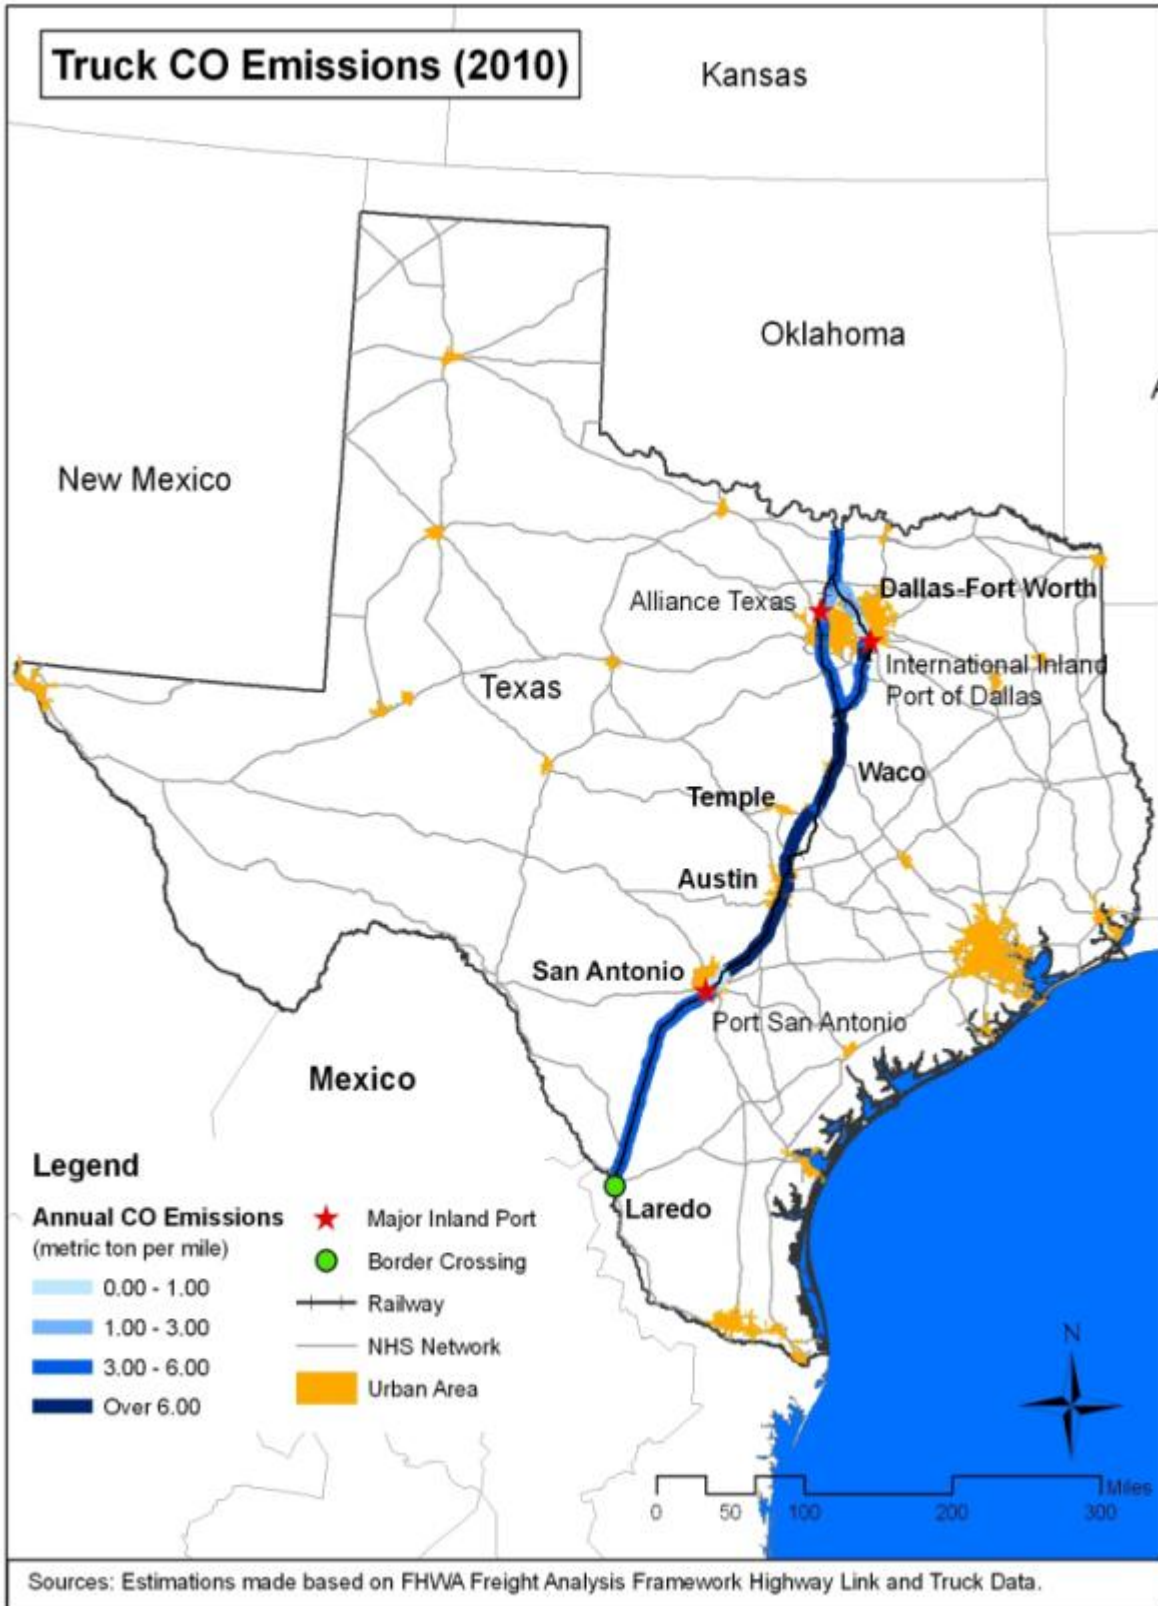 Truck CO Emissions (2010)
Kansas
Oklahoma
A
New Mexico
Alliance Texas
Dallas-Fort Worth
International Inland
Port of Dallas
Texas
Waco
Temple
Austin
San Antonio
Port San Antonio
Mexico
Laredo
Legend
Annual CO Emissions
(metric ton per mile)
0.00 - 1.00
1.00 - 3.00
3.00 - 6.00
Over 6.00
Major Inland Port
Border Crossing
Railway
NHS Network
Urban Area
N
Miles
0 50 100 200 300
Sources: Estimations made based on FHWA Freight Analysis Framework Highway Link and Truck Data.